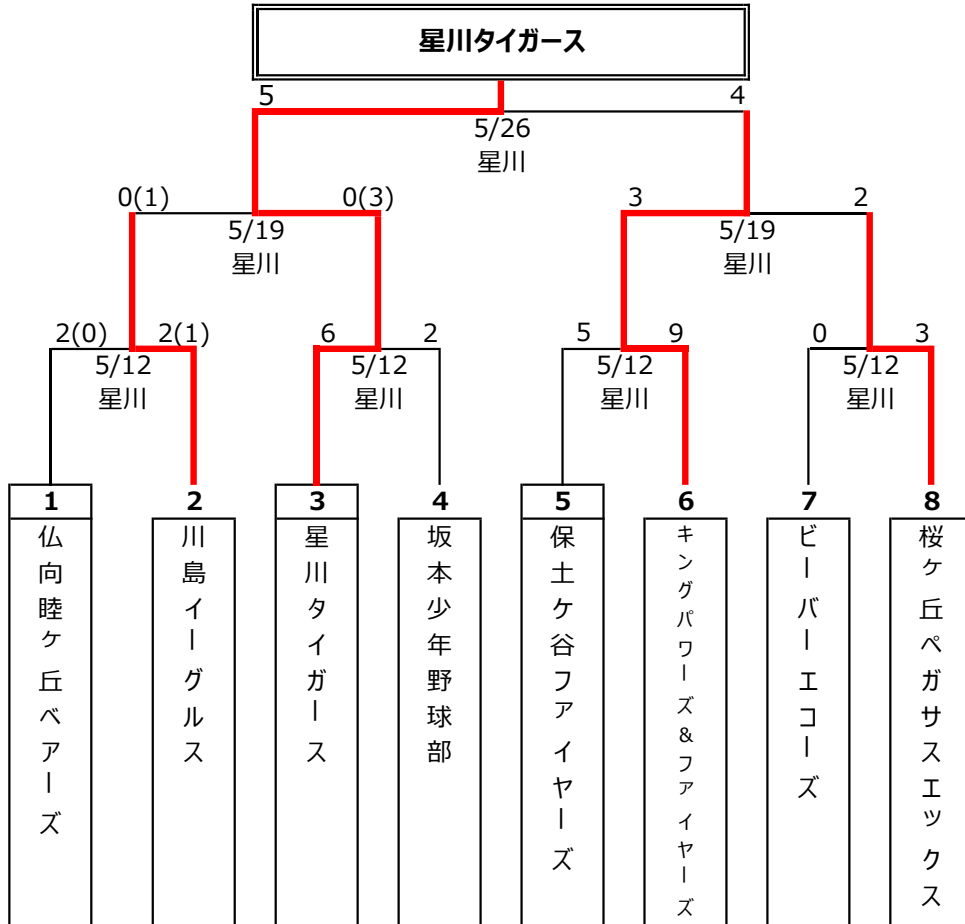 星川タイガース
5 4
5/26
星川
0(1) 0(3) 3 2
5/19 5/19
星川 星川
2(0) 2(1) 6 2 5 9 0 3
5/12 5/12 5/12 5/12
星川 星川 星川 星川
1 2 3 4 5 6 7 8
仏向睦ケ丘ベアーズ
川島イーグルス
星川タイガース
坂本少年野球部
保土ケ谷ファイヤーズ
キングパワーズ&ファイヤーズ
ビーバーエコーズ
桜ケ丘ペガサスエックス